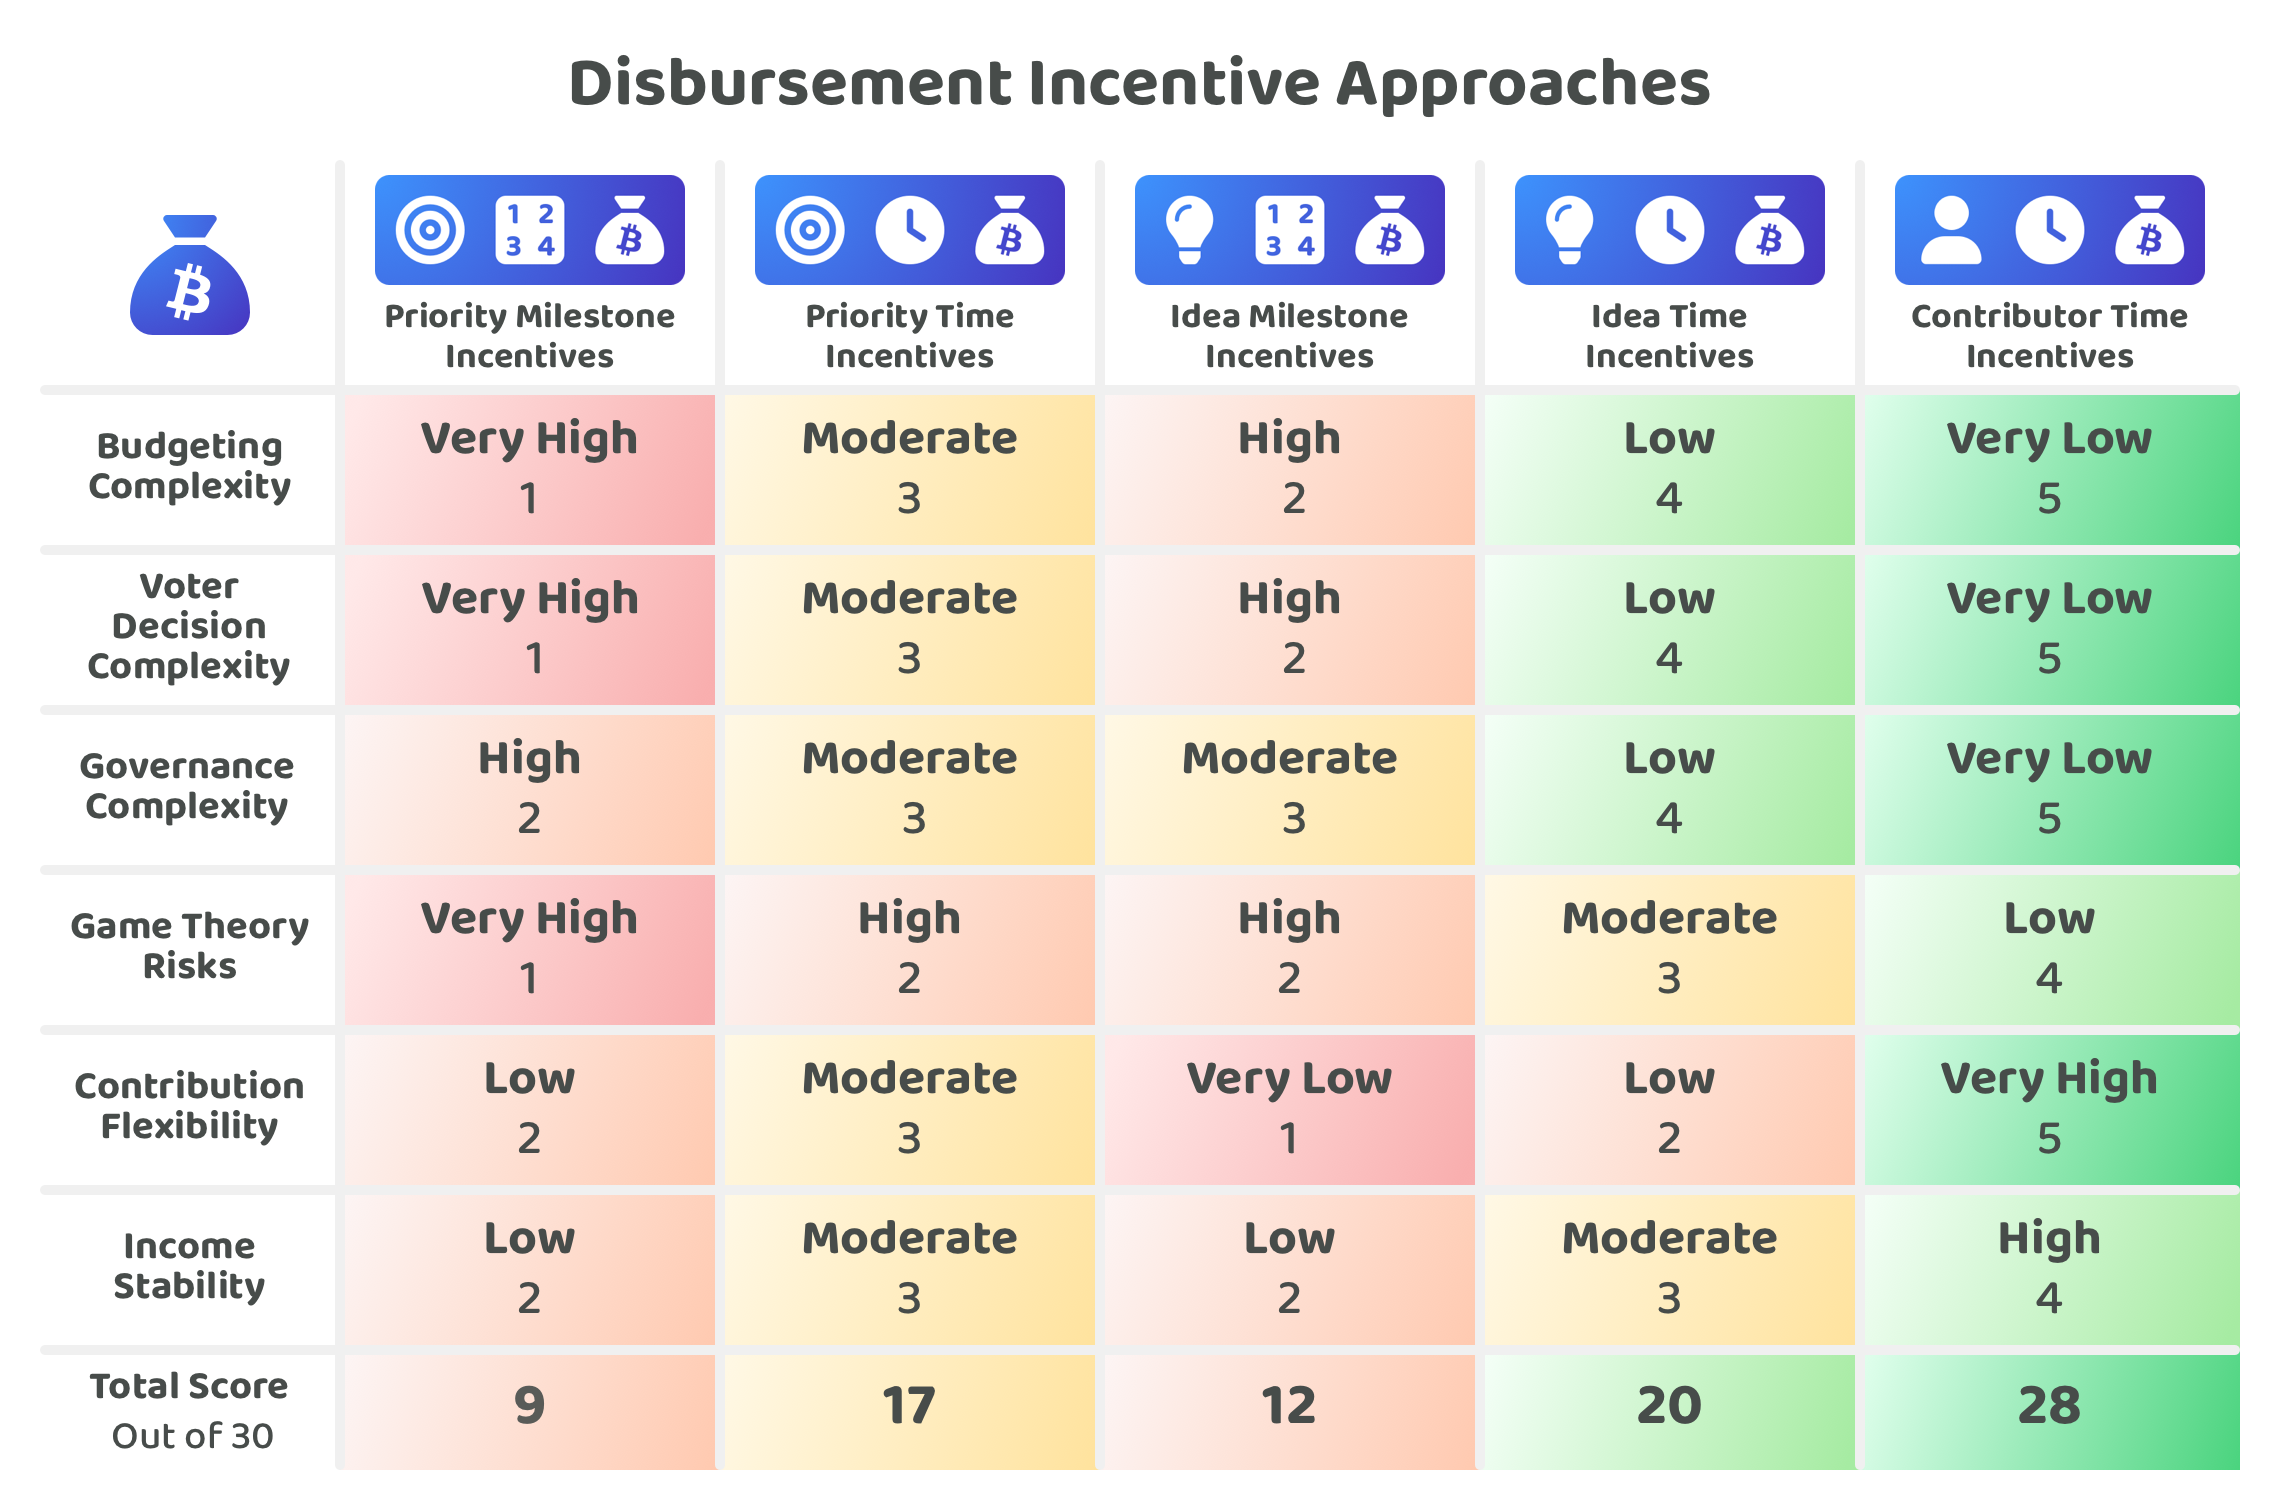 Disbursement Incentive Approaches
1 2
3 4
1 2
3 4
Priority Milestone
Incentives
Priority Time
Incentives
Idea Milestone
Incentives
Idea Time
Incentives
Contributor Time
Incentives
Budgeting
Complexity
Very High
1
Moderate
3
High
2
Low
4
Very Low
5
Voter
Decision
Complexity
Very High
1
Moderate
3
High
2
Low
4
Very Low
5
Governance
Complexity
High
2
Moderate
3
Moderate
3
Low
4
Very Low
5
Game Theory
Risks
Very High
1
High
2
High
2
Moderate
3
Low
4
Contribution
Flexibility
Low
2
Moderate
3
Very Low
1
Low
2
Very High
5
Income
Stability
Low
2
Moderate
3
Low
2
Moderate
3
High
4
Total Score
Out of 30
9
17
12
20
28